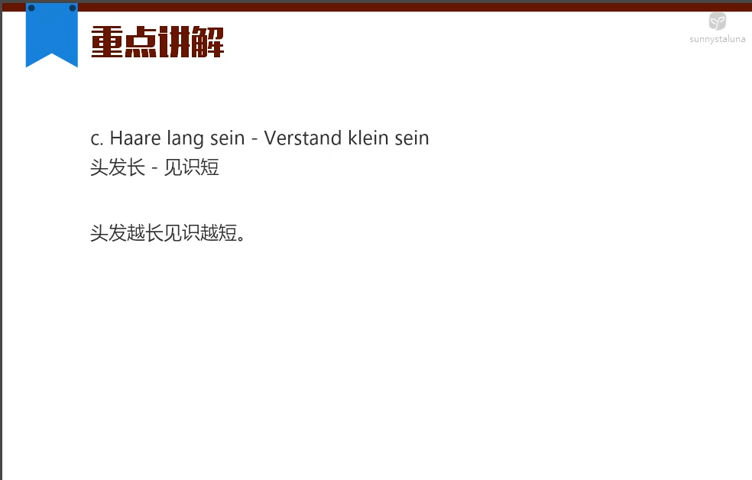 重点讲解
sunnystaluna
c. Haare lang sein - Verstand klein sein
头发长 - 见识短
头发越长见识越短。